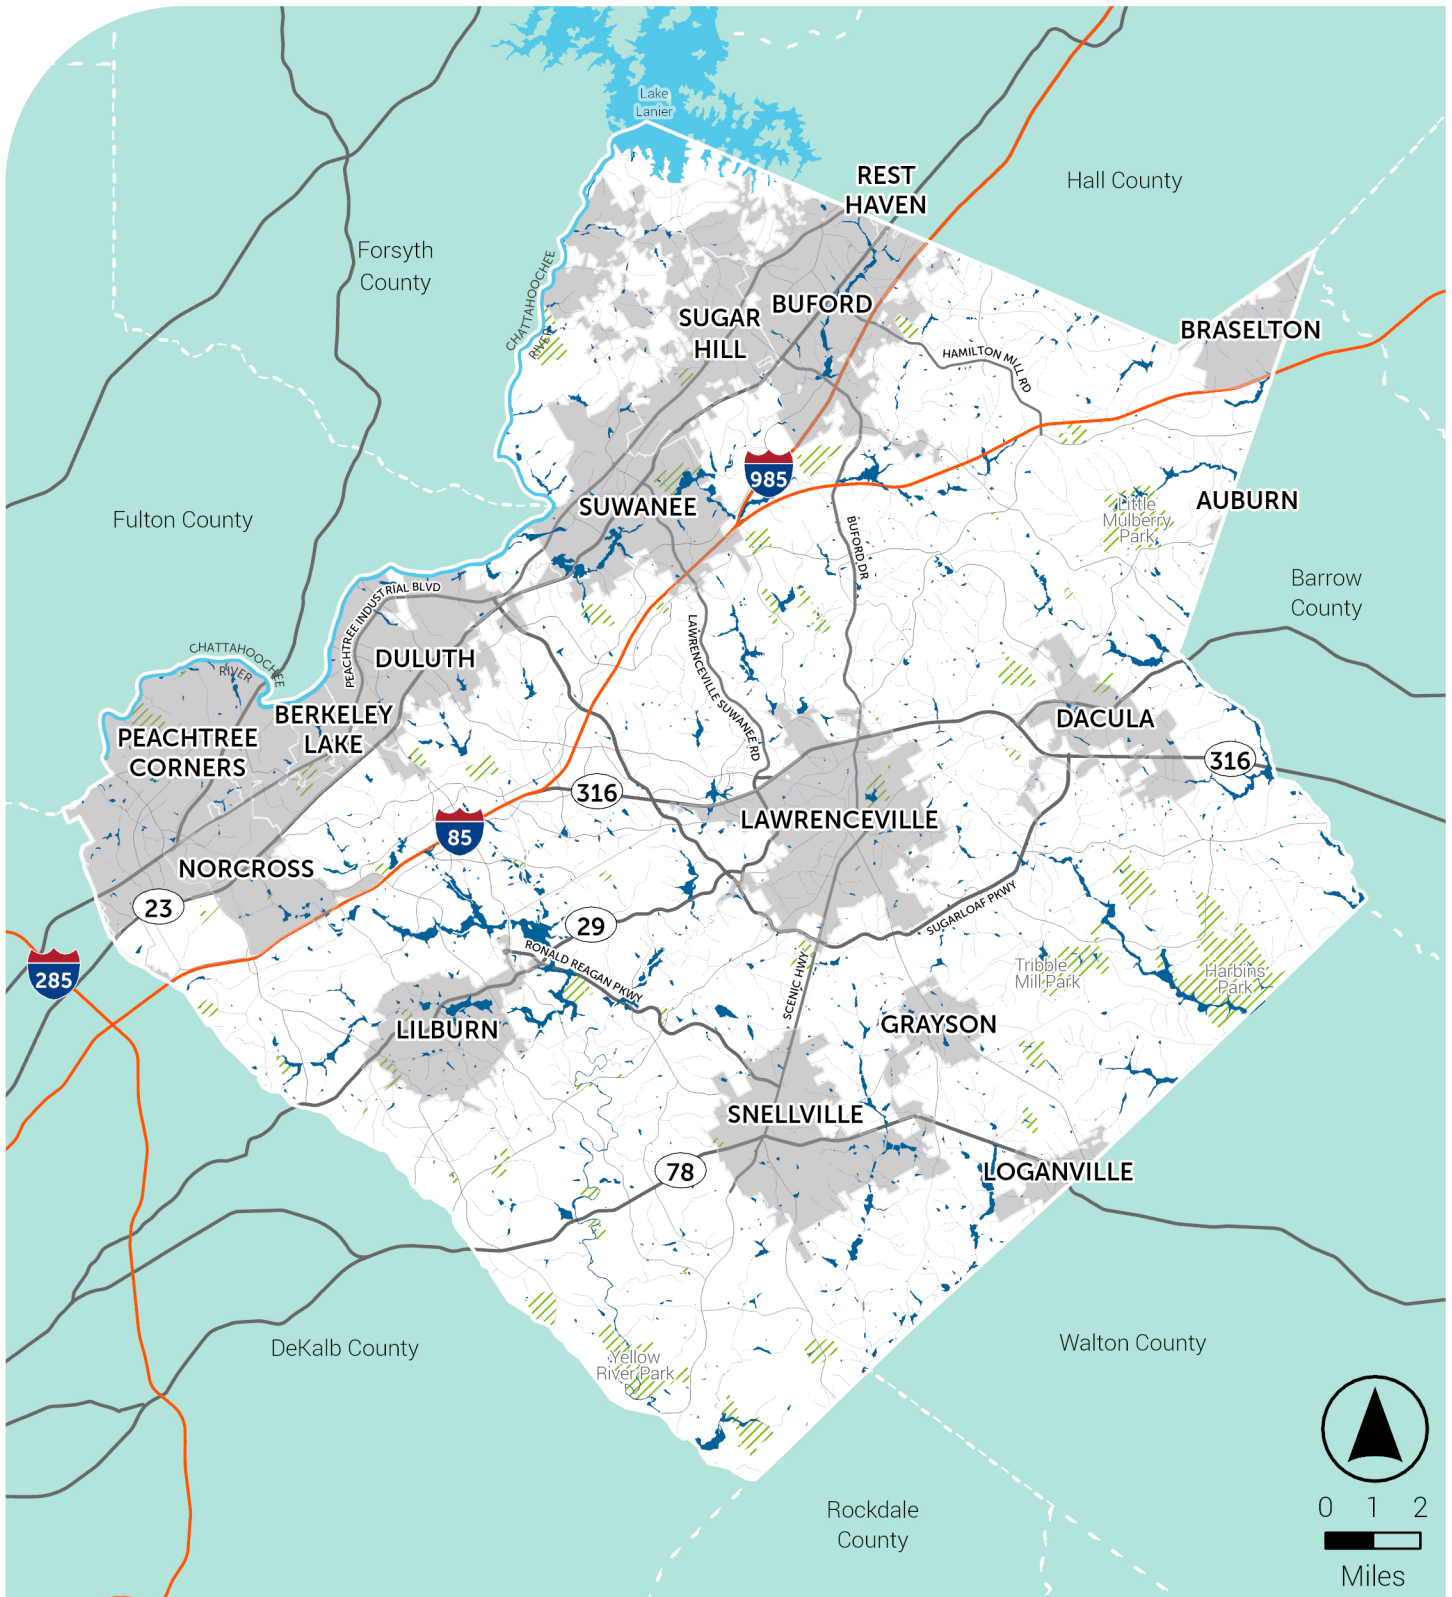 Lake
Lanier
REST
HAVEN
Hall County
Forsyth
County
CHATTAHOOCHEE
RIVER
SUGAR
HILL
BUFORD
BRASELTON
HAMILTON MILL RD
985
SUWANEE
AUBURN
Little
Mulberry
Park
Fulton County
BUFORD DR
Barrow
County
PEACHTREE INDUSTRIAL BLVD
LAWRENCEVILLE SUWANEE RD
CHATTAHOOCHEE
RIVER
DULUTH
BERKELEY
LAKE
DACULA
PEACHTREE
CORNERS
316
316
LAWRENCEVILLE
85
NORCROSS
23
29
SUGARLOAF PKWY
RONALD REAGAN PKWY
285
SCENIC HWY
Tribble
Mill Park
Harbins
Park
LILBURN
GRAYSON
SNELLVILLE
78
LOGANVILLE
DeKalb County
Yellow
River Park
Walton County
Rockdale
County
0 1 2
Miles